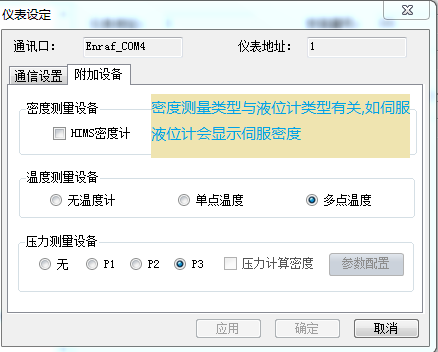 仪表设定
通讯口: Enraf_COM4 仪表地址: 1
通信设置 附加设备
密度测量设备
HIMS密度计
密度测量类型与液位计类型有关,如伺服
液位计会显示伺服密度
温度测量设备
无温度计 单点温度 多点温度
压力测量设备
无 P1 P2 P3 压力计算密度 参数配置
应用 确定 取消